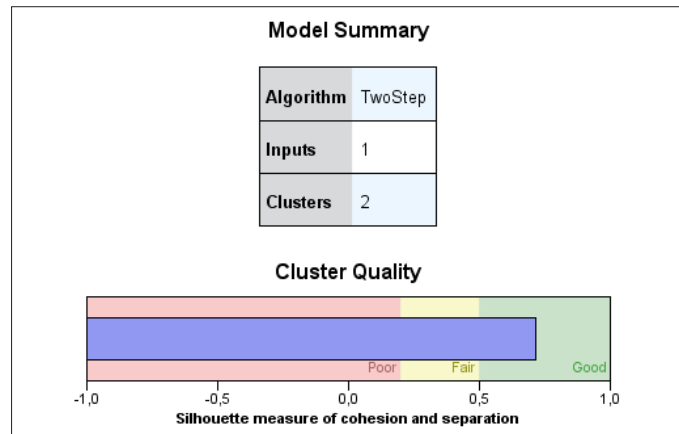 Model Summary
Algorithm TwoStep
Inputs 1
Clusters 2
Cluster Quality
Poor Fair Good
-1,0 -0,5 0,0 0,5 1,0
Silhouette measure of cohesion and separation